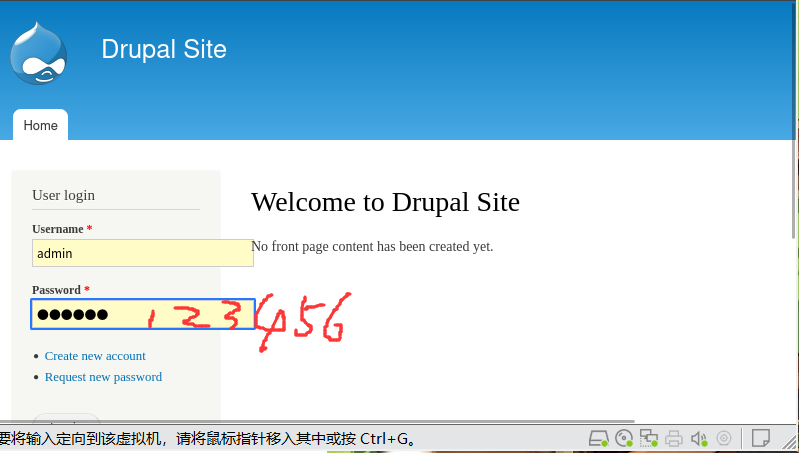 Drupal Site
Home
User login
Welcome to Drupal Site
Username *
admin
No front page content has been created yet.
Password *
●●●●●● 123456
Create new account
Request new password
要将输入定向到该虚拟机，请将鼠标指针移入其中或按 Ctrl+G。